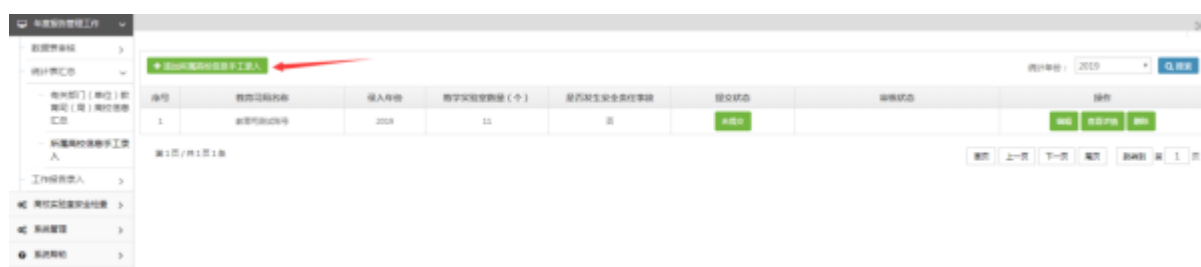 年度报告管理工作
数据表审核
统计表汇总
有关部门（单位）教
育司（局）高校信息
汇总
所属高校信息手工录
入
工作报告录入
高校实验室安全检查
系统管理
系统帮助
添加所属高校信息手工录入
统计年份： 2019 搜索
序号 教育司局名称 录入年份 教学实验室数量（个） 是否发生安全责任事故 提交状态 审核状态 操作
1 2019 11 否 未提交 编辑 查看详情 删除
第1页/共1页1条
首页 上一页 下一页 尾页 跳转到 第 1 页